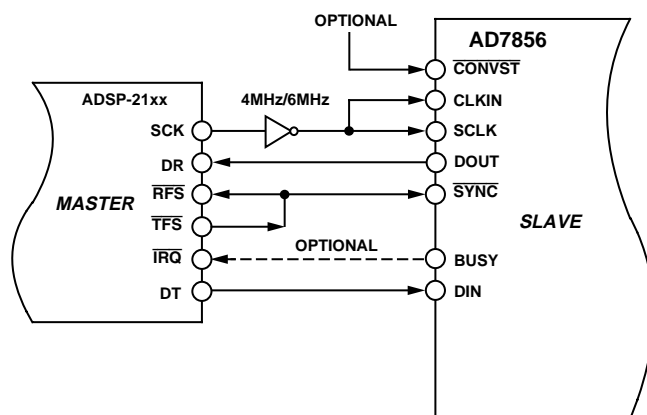 OPTIONAL
AD7856
CONVST
ADSP-21xx
4MHz/6MHz
CLKIN
SCK
SCLK
DR
DOUT
RFS
SYNC
MASTER
SLAVE
TFS
OPTIONAL
IRQ
BUSY
DT
DIN